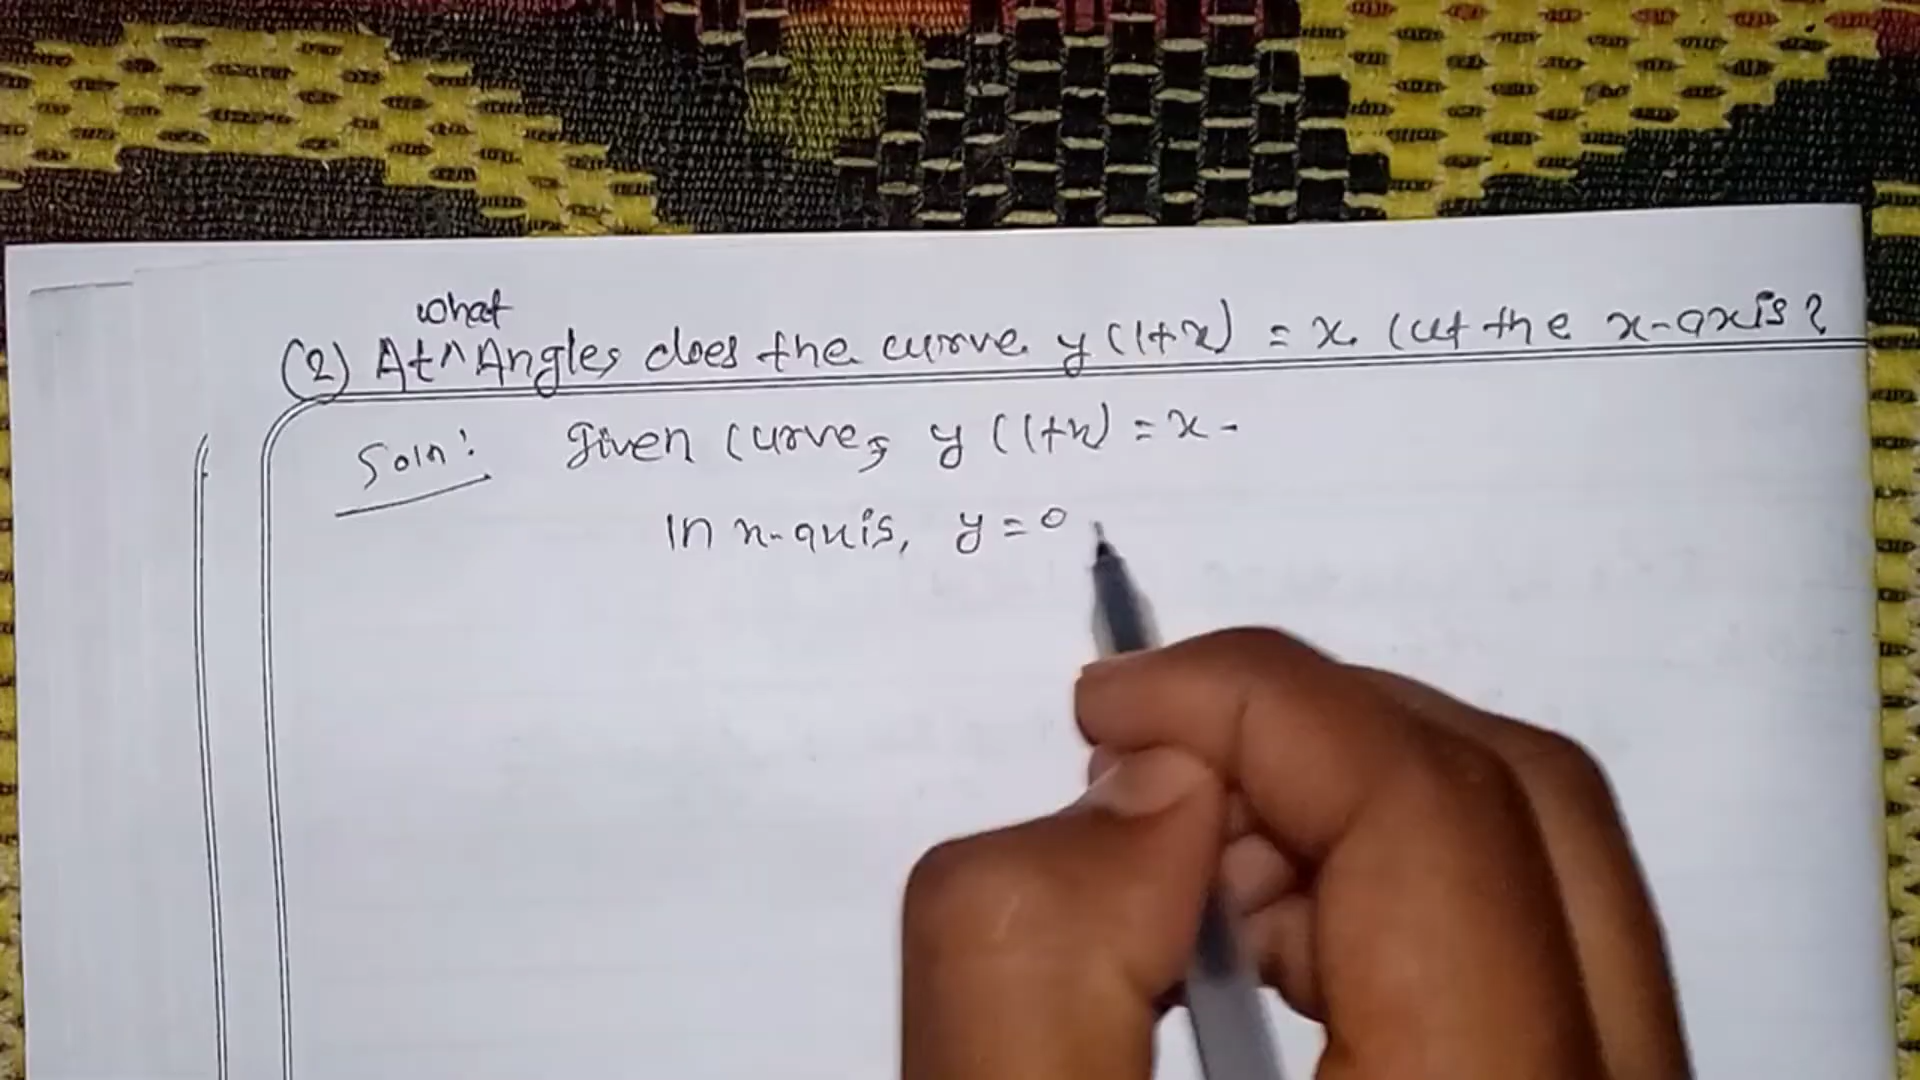 what
(2) At ^ Angles does the curve y(1+x) = x. Cut the x-axis?
Soln: Given Curve, y(1+x) = x -
In x-axis, y = 0